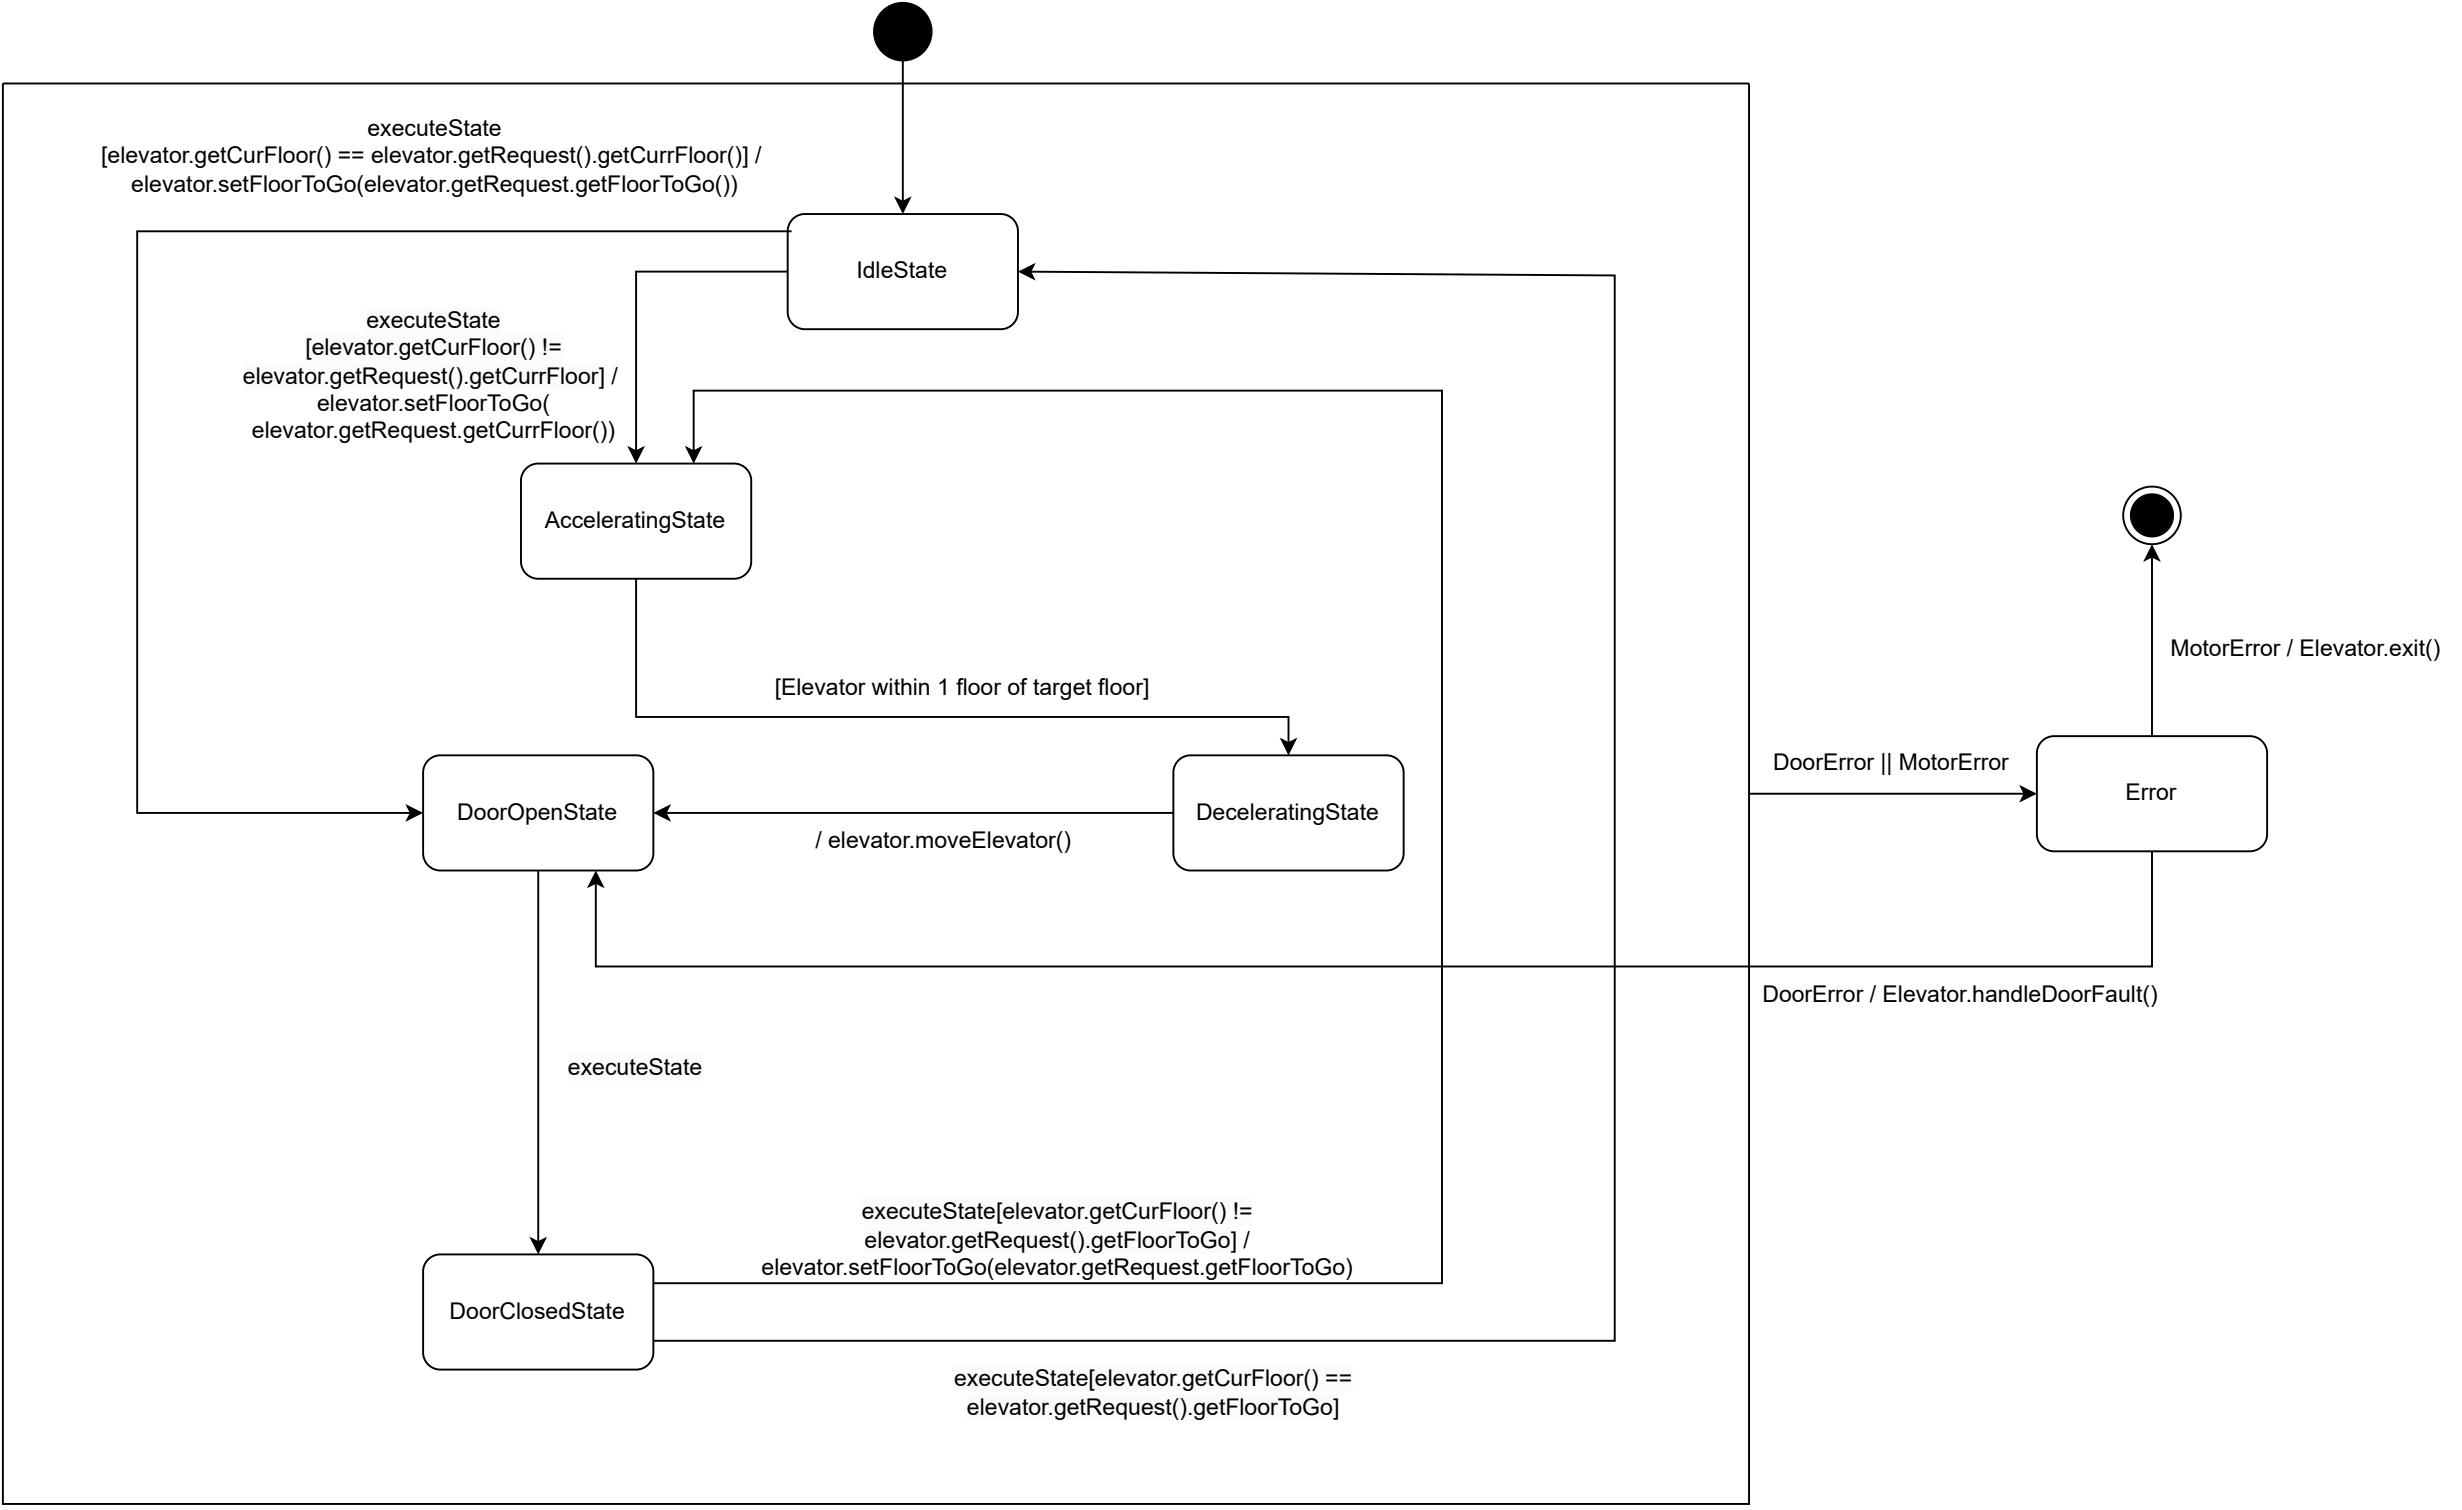 executeState
[elevator.getCurFloor() == elevator.getRequest().getCurrFloor()] /
elevator.setFloorToGo(elevator.getRequest.getFloorToGo())
IdleState
executeState
[elevator.getCurFloor() !=
elevator.getRequest().getCurrFloor] /
elevator.setFloorToGo(
elevator.getRequest.getCurrFloor())
AcceleratingState
MotorError / Elevator.exit()
[Elevator within 1 floor of target floor]
DoorError || MotorError
Error
DoorOpenState
DeceleratingState
/ elevator.moveElevator()
DoorError / Elevator.handleDoorFault()
executeState
executeState[elevator.getCurFloor() !=
elevator.getRequest().getFloorToGo] /
elevator.setFloorToGo(elevator.getRequest.getFloorToGo)
DoorClosedState
executeState[elevator.getCurFloor() ==
elevator.getRequest().getFloorToGo]